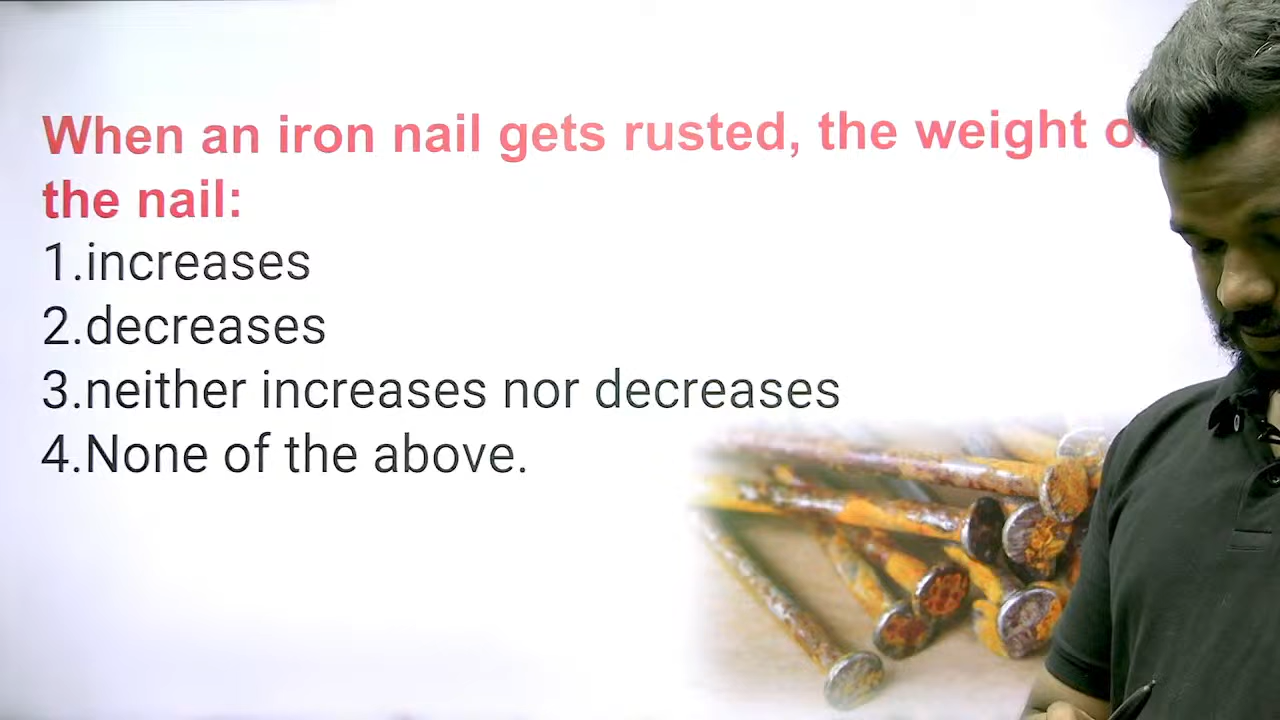 When an iron nail gets rusted, the weight
the nail:
1.increases
2.decreases
3.neither increases nor decreases
4.None of the above.